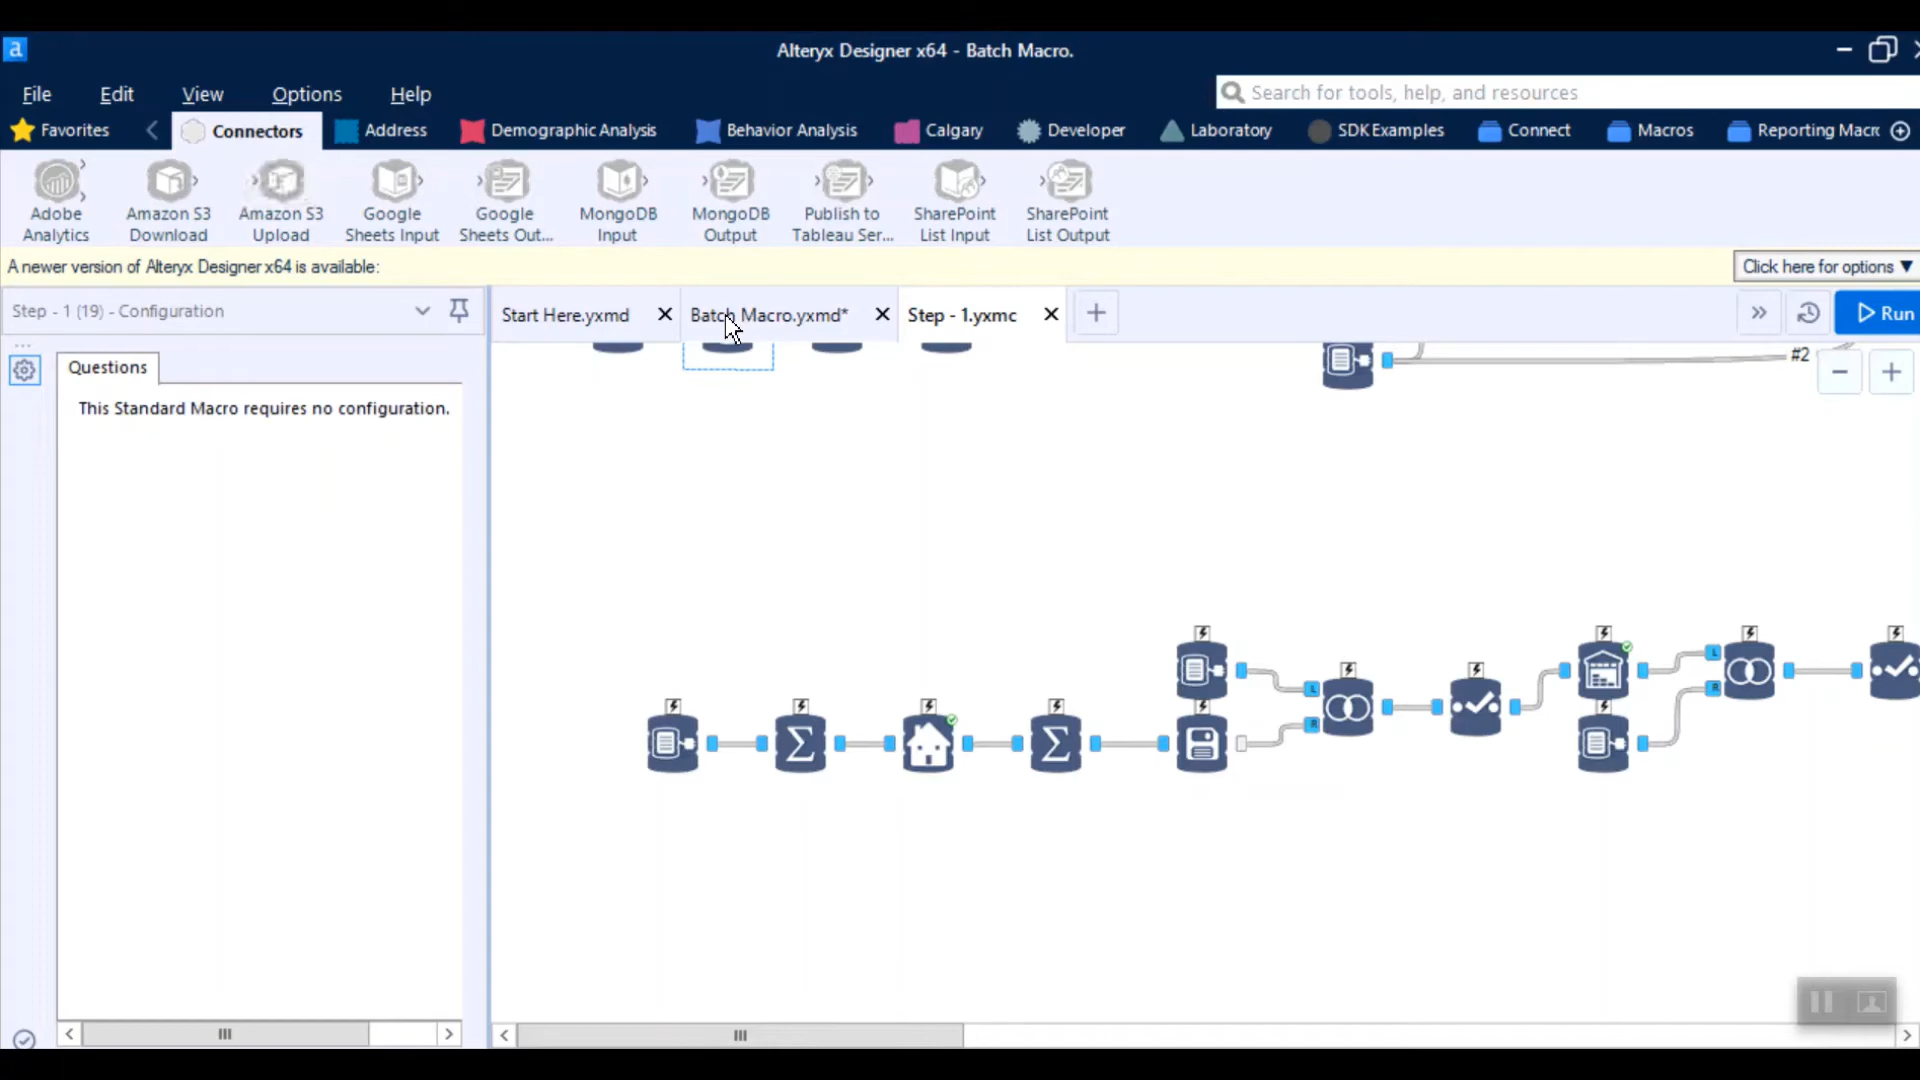 a
Alteryx Designer x64 - Batch Macro.
File Edit View Options Help
Search for tools, help, and resources
Favorites Connectors Address Demographic Analysis Behavior Analysis Calgary Developer Laboratory SDK Examples Connect Macros Reporting Macr
Adobe Analytics
Amazon S3 Download
Amazon S3 Upload
Google Sheets Input
Google Sheets Out...
MongoDB Input
MongoDB Output
Publish to Tableau Ser...
SharePoint List Input
SharePoint List Output
A newer version of Alteryx Designer x64 is available:
Click here for options ▼
Step - 1 (19) - Configuration
Start Here.yxmd
Batch Macro.yxmd*
Step - 1.yxmc
Run
Questions
This Standard Macro requires no configuration.
#2
L
R
L
R